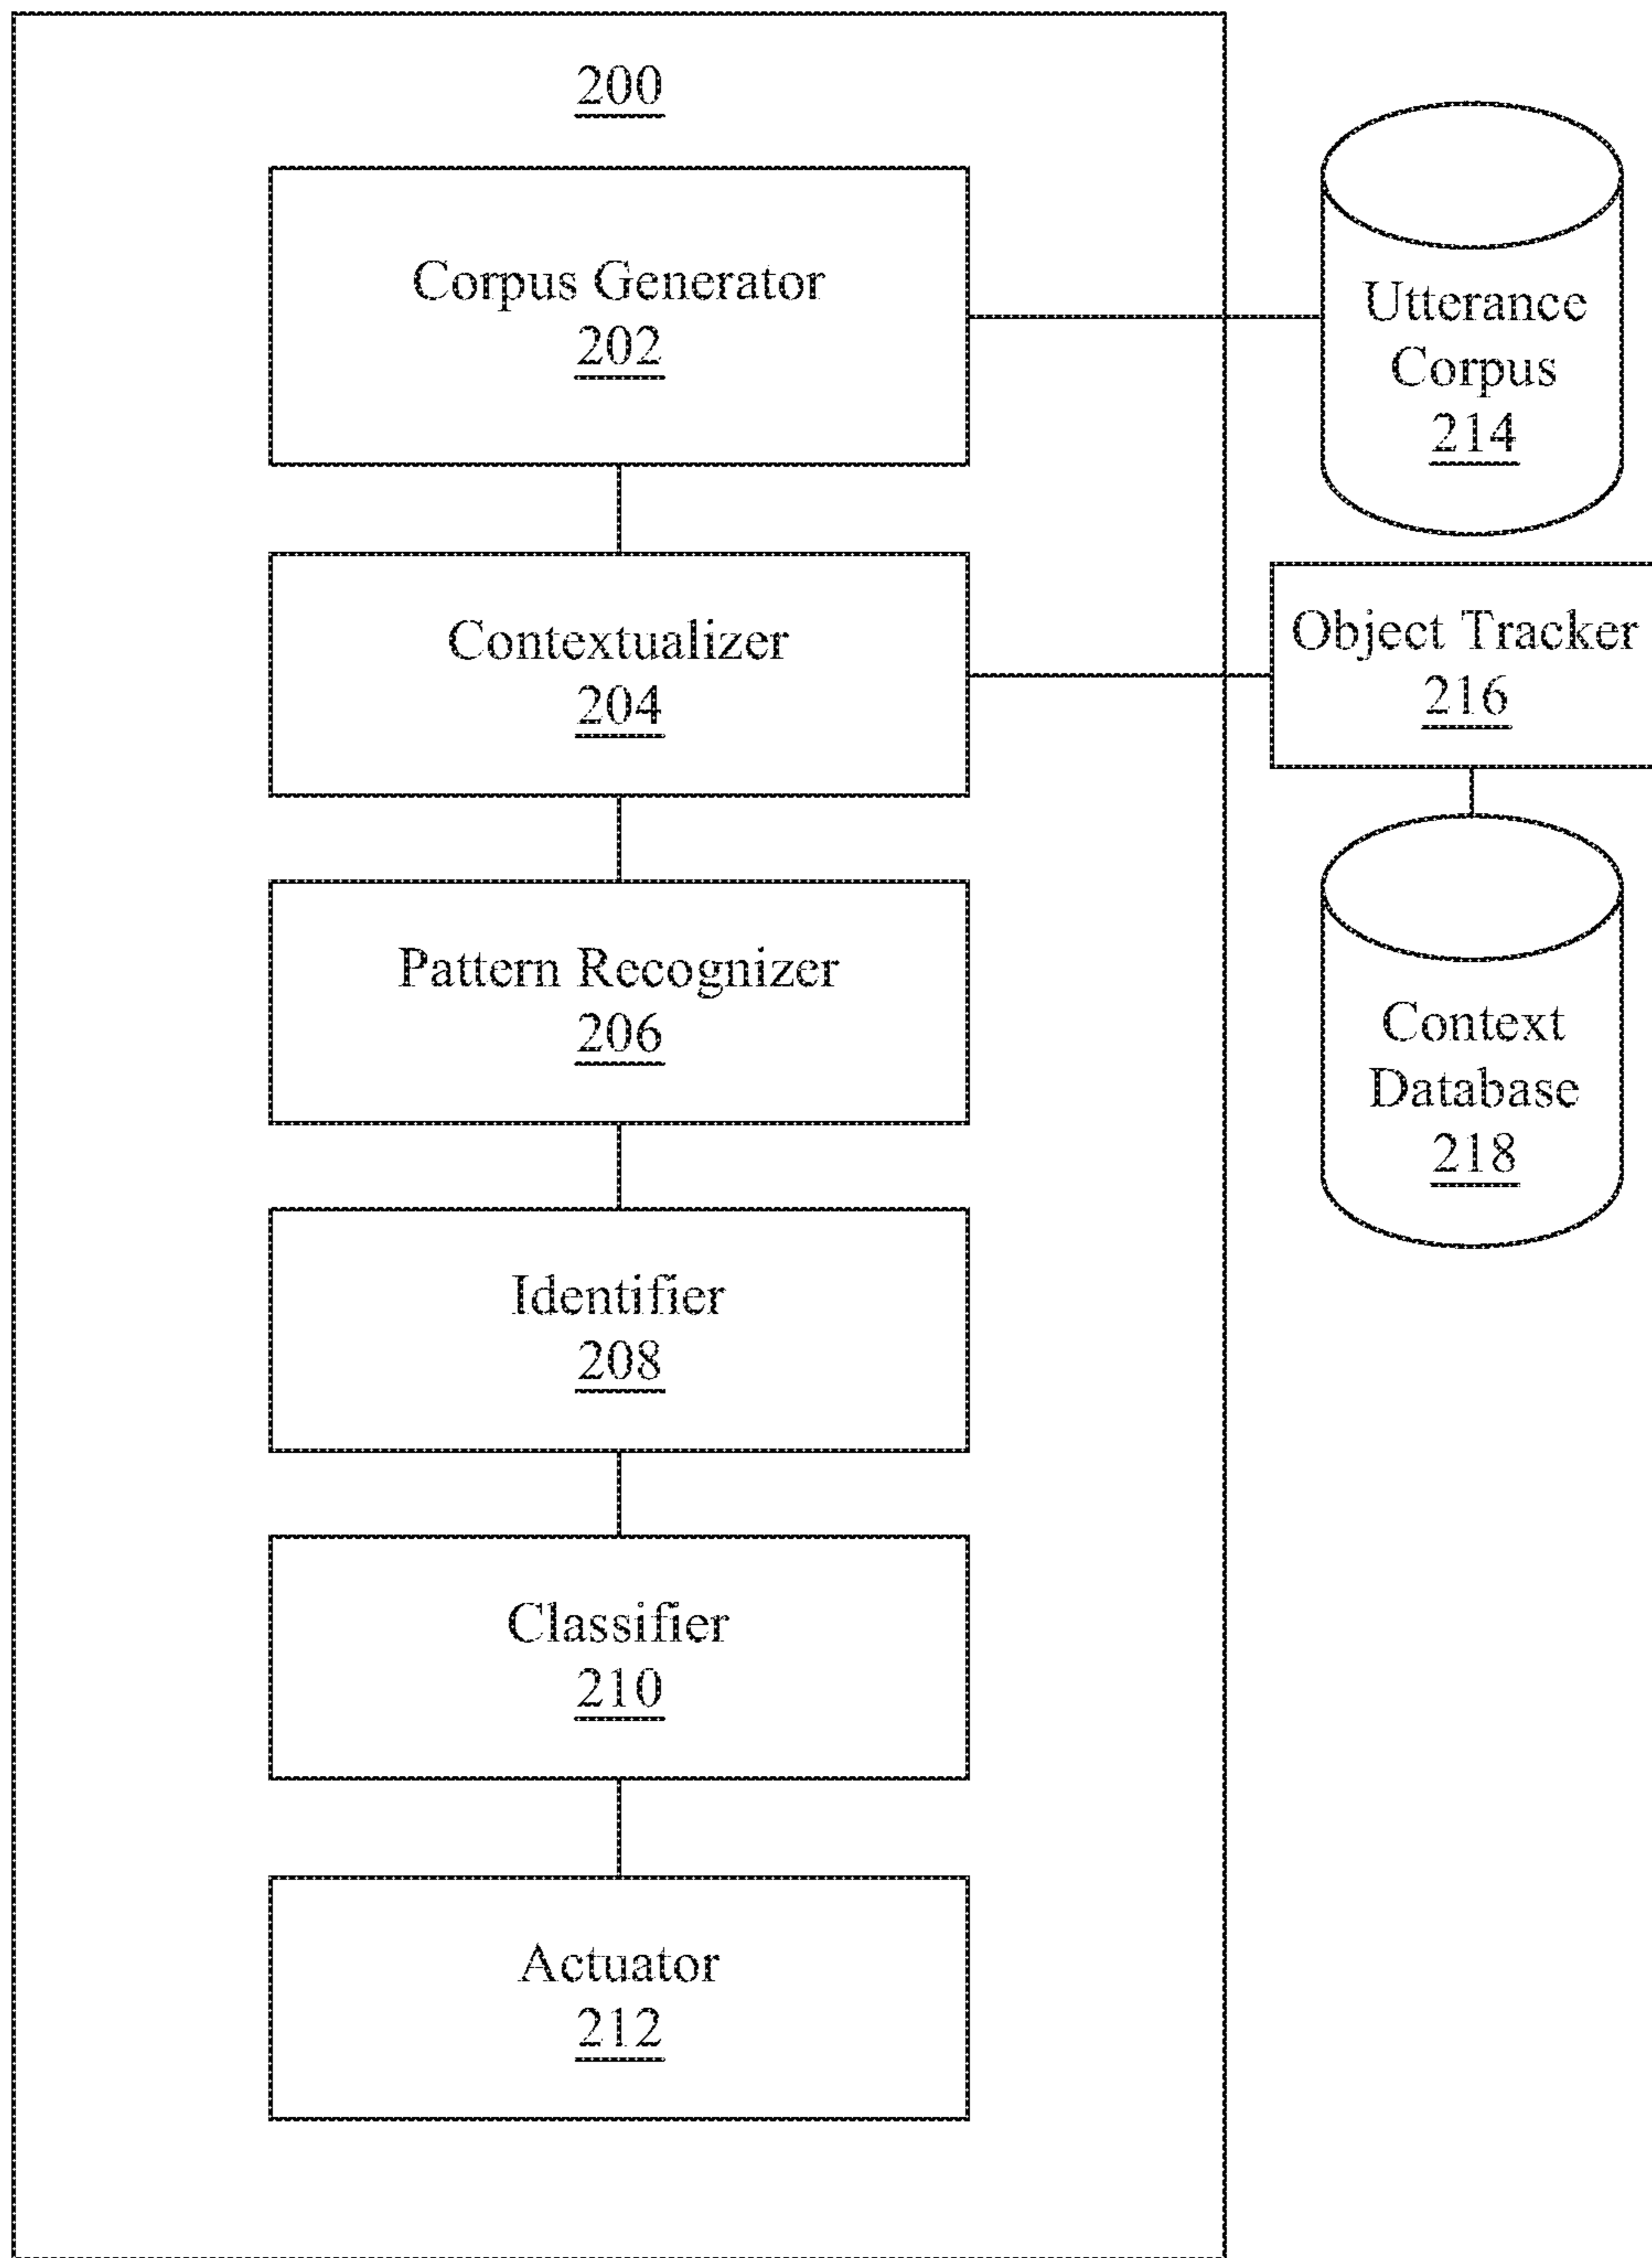 200
Corpus Generator
202
Utterance
Corpus
214
Contextualizer
204
Object Tracker
216
Pattern Recognizer
206
Context
Database
218
Identifier
208
Classifier
210
Actuator
212